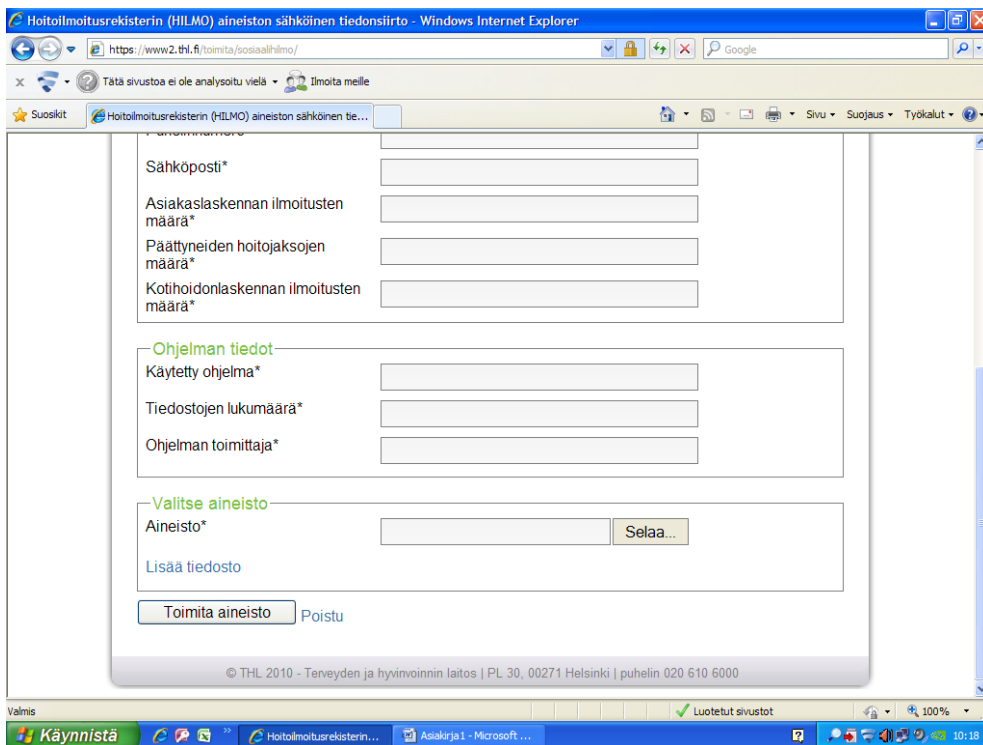 Hoitoilmoitusrekisterin (HILMO) aineiston sähköinen tiedonsiirto - Windows Internet Explorer
https://www2.thl.fi/toimita/sosiaalihilmo/
Google
x Tätä sivustoa ei ole analysoitu vielä Ilmoita meille
Suosikit Hoitoilmoitusrekisterin (HILMO) aineiston sähköinen tie... Sivu Suojaus Työkalut
Sähköposti*
Asiakaslaskennan ilmoitusten
määrä*
Päättyneiden hoitojaksojen
määrä*
Kotihoidonlaskennan ilmoitusten
määrä*
Ohjelman tiedot
Käytetty ohjelma*
Tiedostojen lukumäärä*
Ohjelman toimittaja*
Valitse aineisto
Aineisto* Selaa...
Lisää tiedosto
Toimita aineisto Poistu
© THL 2010 - Terveyden ja hyvinvoinnin laitos | PL 30, 00271 Helsinki | puhelin 020 610 6000
Valmis Luotetut sivustot 100%
Käynnistä Hoitoilmoitusrekisterin... Asiakirja1 - Microsoft ... 10:18